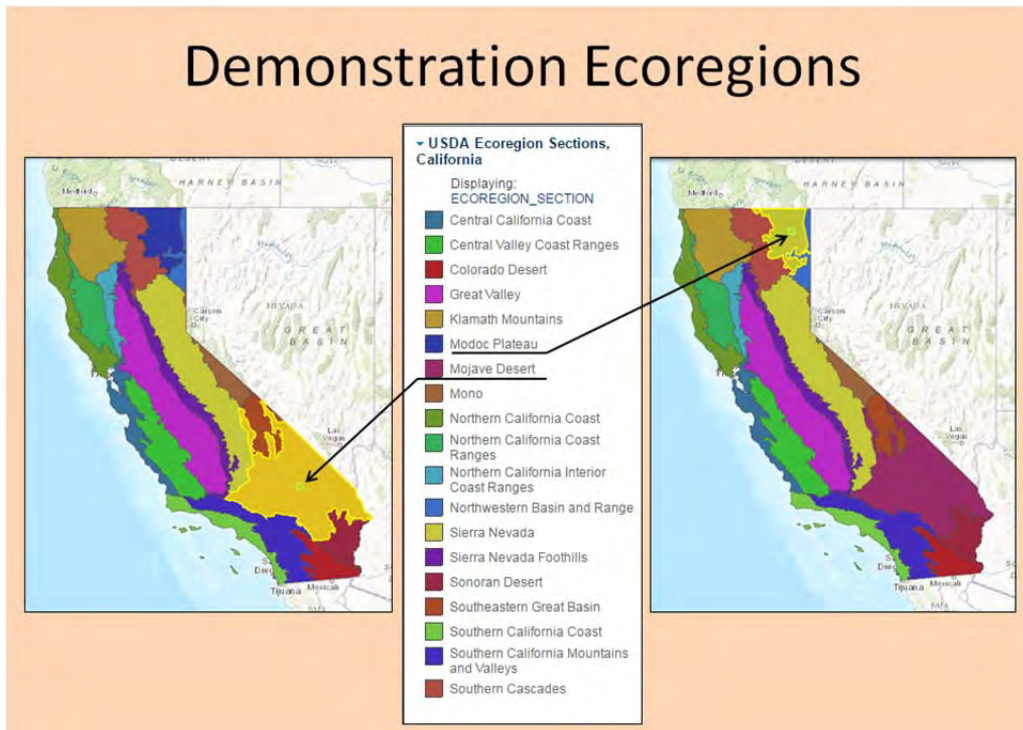 Demonstration Ecoregions
USDA Ecoregion Sections,
California
Displaying:
ECOREGION_SECTION
Central California Coast
Central Valley Coast Ranges
Colorado Desert
Great Valley
Klamath Mountains
Modoc Plateau
Mojave Desert
Mono
Northern California Coast
Northern California Coast
Ranges
Northern California Interior
Coast Ranges
Northwestern Basin and Range
Sierra Nevada
Sierra Nevada Foothills
Sonoran Desert
Southeastern Great Basin
Southern California Coast
Southern California Mountains
and Valleys
Southern Cascades
Medford
HARNEY BASIN
Carson
City
NEVADA
GREAT
BASIN
Las
Vegas
Tijuana
Mexicali
Medford
HARNEY BASIN
Carson
City
NEVADA
GREAT
BASIN
Las
Vegas
Tijuana
Mexicali